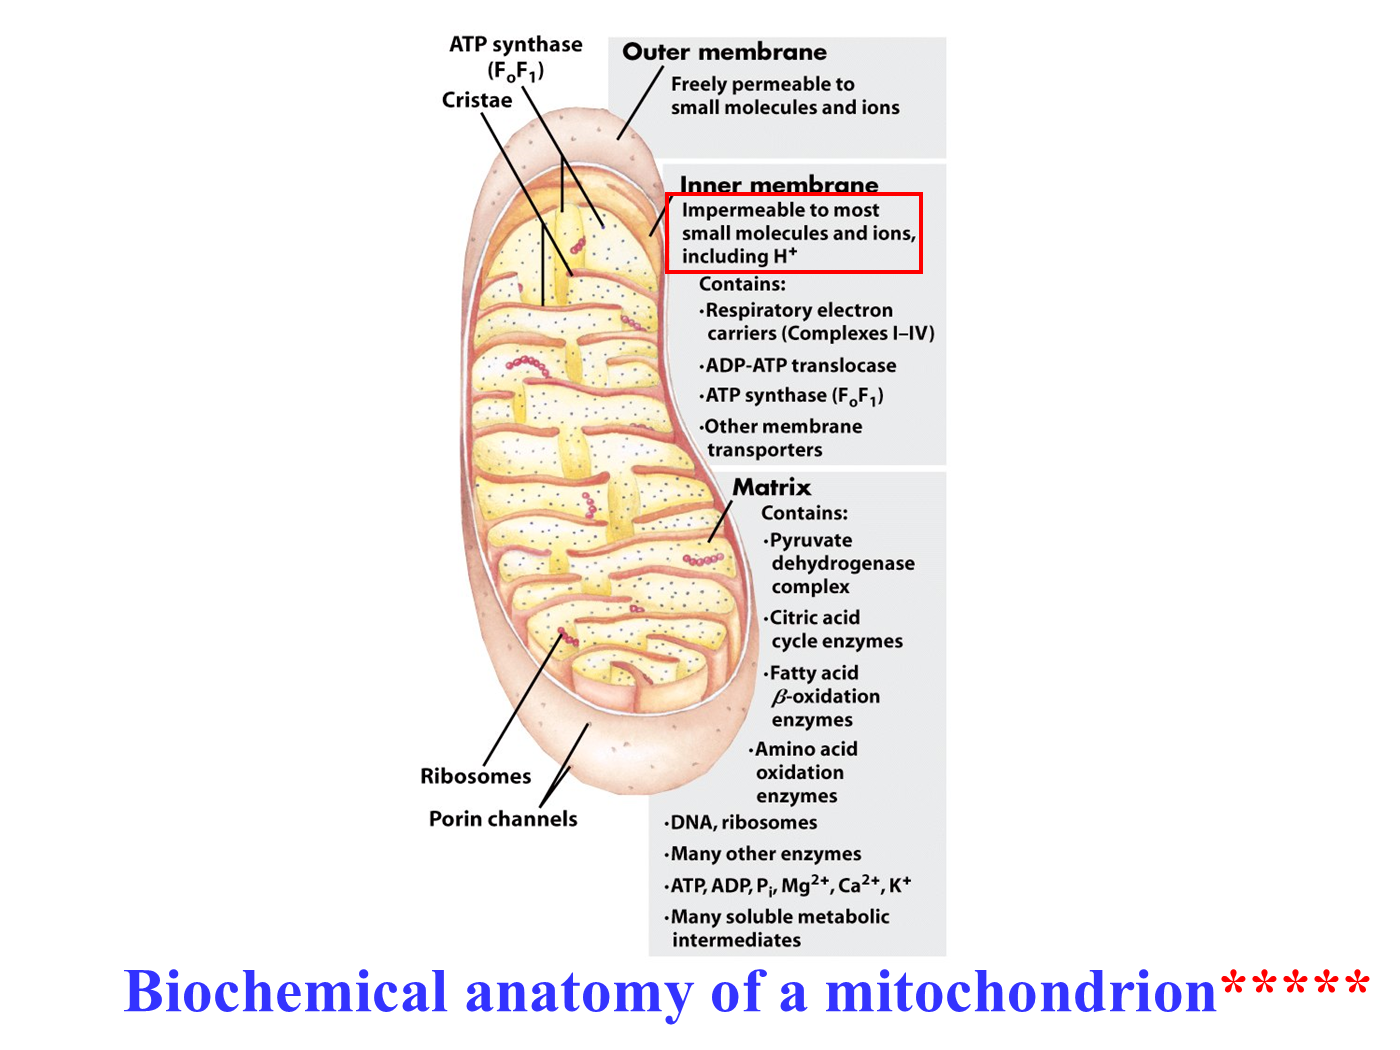 ATP synthase
(FoF1)
Cristae
Outer membrane
Freely permeable to
small molecules and ions
Inner membrane
Impermeable to most
small molecules and ions,
including H⁺
Contains:
·Respiratory electron
carriers (Complexes I–IV)
·ADP-ATP translocase
·ATP synthase (FoF1)
·Other membrane
transporters
Matrix
Contains:
·Pyruvate
dehydrogenase
complex
·Citric acid
cycle enzymes
·Fatty acid
β-oxidation
enzymes
·Amino acid
oxidation
enzymes
·DNA, ribosomes
·Many other enzymes
·ATP, ADP, Pi, Mg²⁺, Ca²⁺, K⁺
·Many soluble metabolic
intermediates
Ribosomes
Porin channels
Biochemical anatomy of a mitochondrion*****